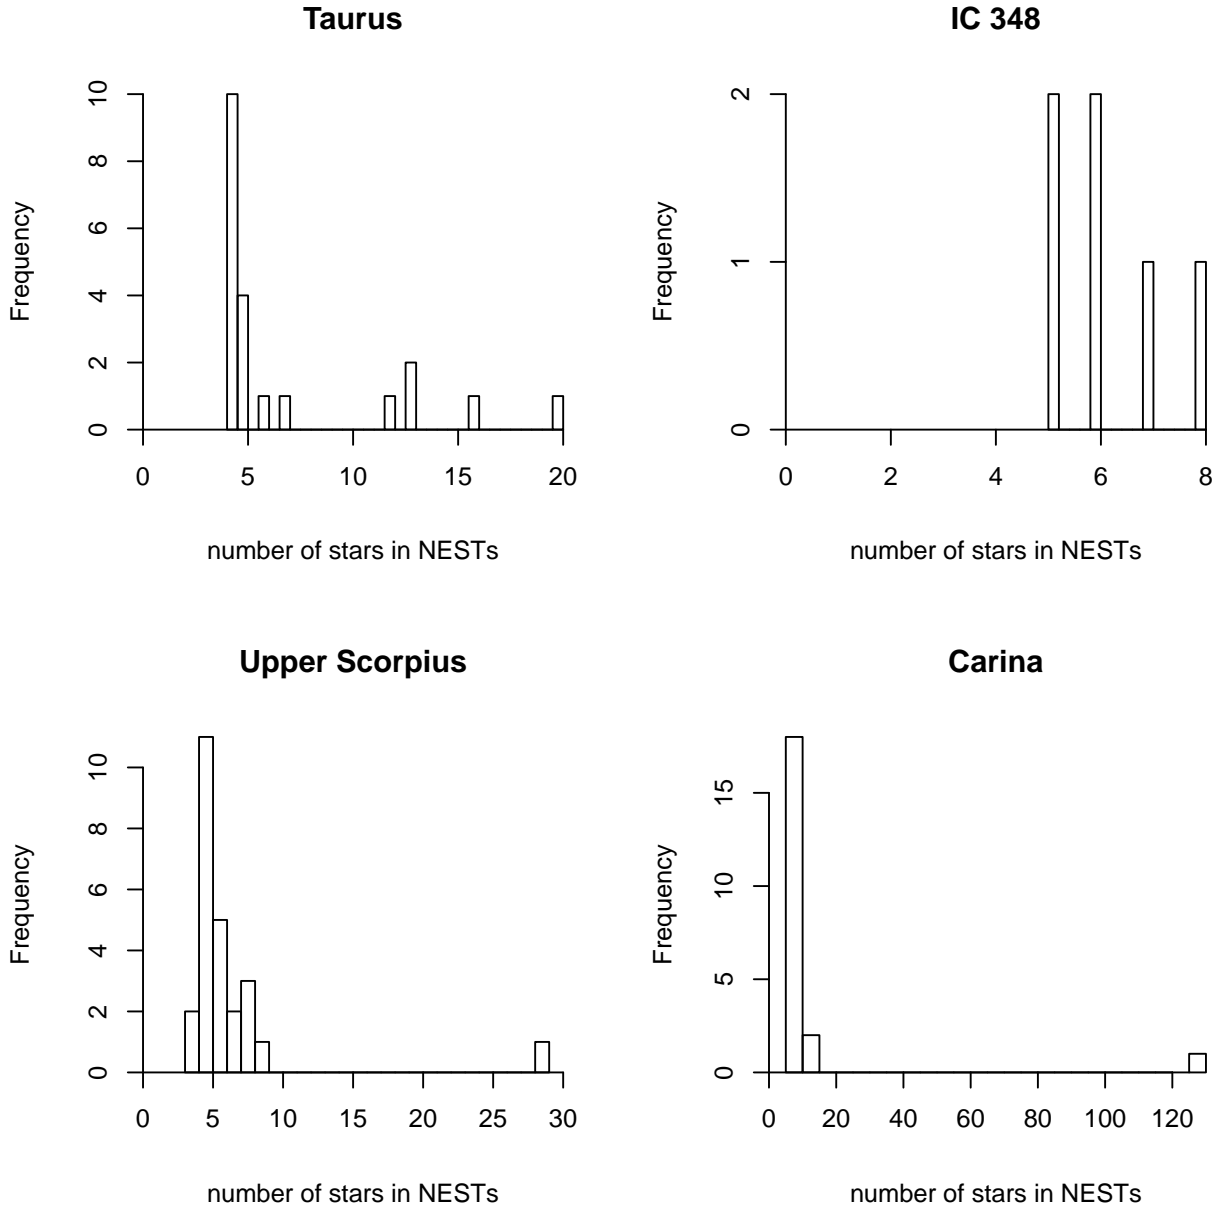 Taurus
Frequency
0 2 4 6 8 10
0 5 10 15 20
number of stars in NESTs
IC 348
Frequency
0 1 2
0 2 4 6 8
number of stars in NESTs
Upper Scorpius
Frequency
0 2 4 6 8 10
0 5 10 15 20 25 30
number of stars in NESTs
Carina
Frequency
0 5 10 15
0 20 40 60 80 100 120
number of stars in NESTs